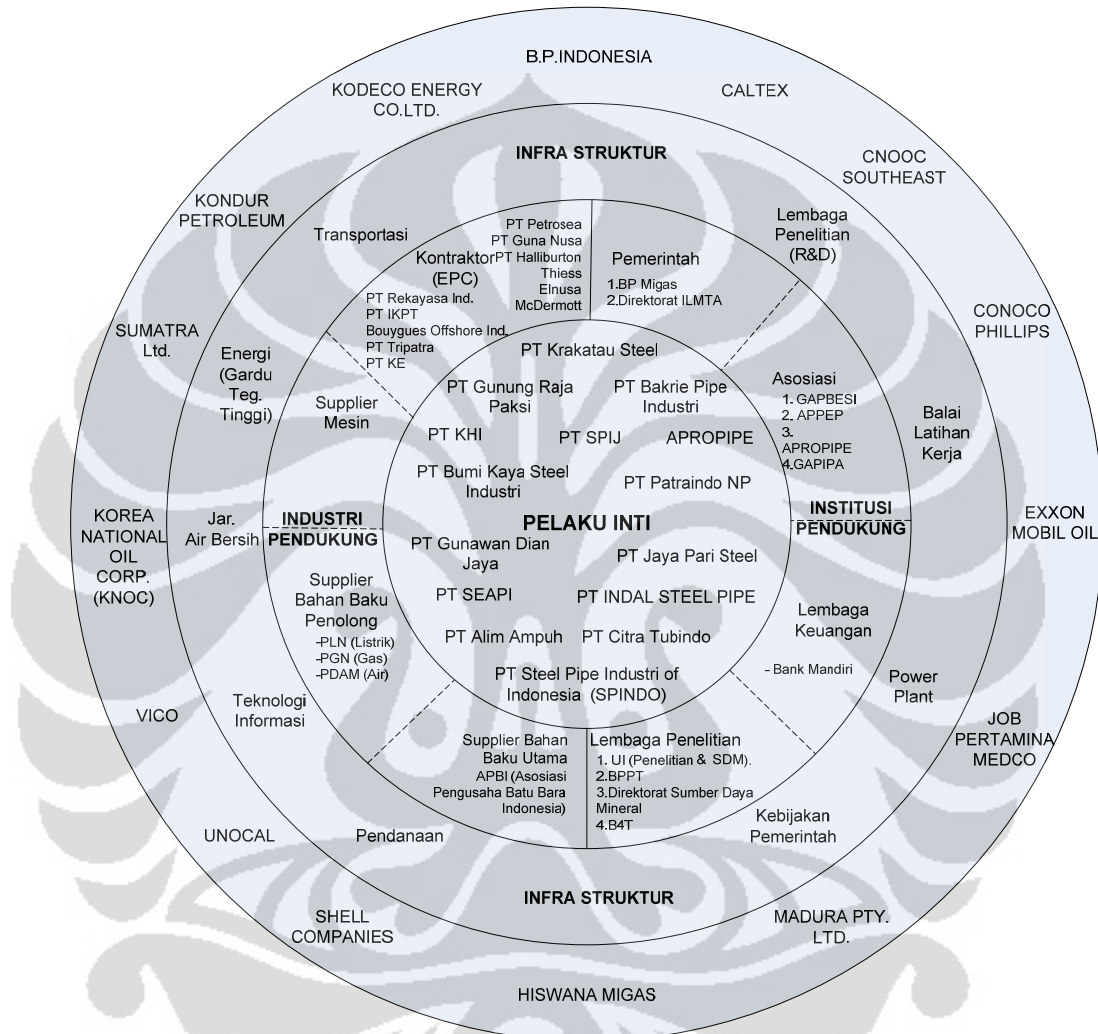 B.P.INDONESIA
KODECO ENERGY
CO.LTD.
CALTEX
CNOOC
SOUTHEAST
KONDUR
PETROLEUM
CONOCO
PHILLIPS
SUMATRA
Ltd.
EXXON
MOBIL OIL
KOREA
NATIONAL
OIL
CORP.
(KNOC)
VICO
JOB
PERTAMINA
MEDCO
UNOCAL
SHELL
COMPANIES
MADURA PTY.
LTD.
HISWANA MIGAS
INFRA STRUKTUR
Transportasi
Lembaga
Penelitian
(R&D)
Energi
(Gardu
Teg.
Tinggi)
Balai
Latihan
Kerja
Jar.
Air Bersih
Teknologi
Informasi
Power
Plant
Pendanaan
Kebijakan
Pemerintah
INFRA STRUKTUR
Kontraktor
(EPC)
PT Rekayasa Ind.
PT IKPT
Bouygues Offshore Ind.
PT Tripatra
PT KE
PT Petrosea
PT Guna Nusa
PT Halliburton
Thiess
Elnusa
McDermott
Pemerintah
1.BP Migas
2.Direktorat ILMTA
Supplier
Mesin
Asosiasi
1. GAPBESI
2. APPEP
3.
APROPIPE
4.GAPIPA
INDUSTRI
PENDUKUNG
INSTITUSI
PENDUKUNG
Supplier
Bahan Baku
Penolong
-PLN (Listrik)
-PGN (Gas)
-PDAM (Air)
Lembaga
Keuangan
- Bank Mandiri
Supplier Bahan
Baku Utama
APBI (Asosiasi
Pengusaha Batu Bara
Indonesia)
Lembaga Penelitian
1. UI (Penelitian & SDM).
2.BPPT
3.Direktorat Sumber Daya
Mineral
4.B4T
PT Krakatau Steel
PT Gunung Raja
Paksi
PT Bakrie Pipe
Industri
PT KHI
PT SPIJ
APROPIPE
PT Bumi Kaya Steel
Industri
PT Patraindo NP
PELAKU INTI
PT Gunawan Dian
Jaya
PT Jaya Pari Steel
PT SEAPI
PT INDAL STEEL PIPE
PT Alim Ampuh
PT Citra Tubindo
PT Steel Pipe Industri of
Indonesia (SPINDO)